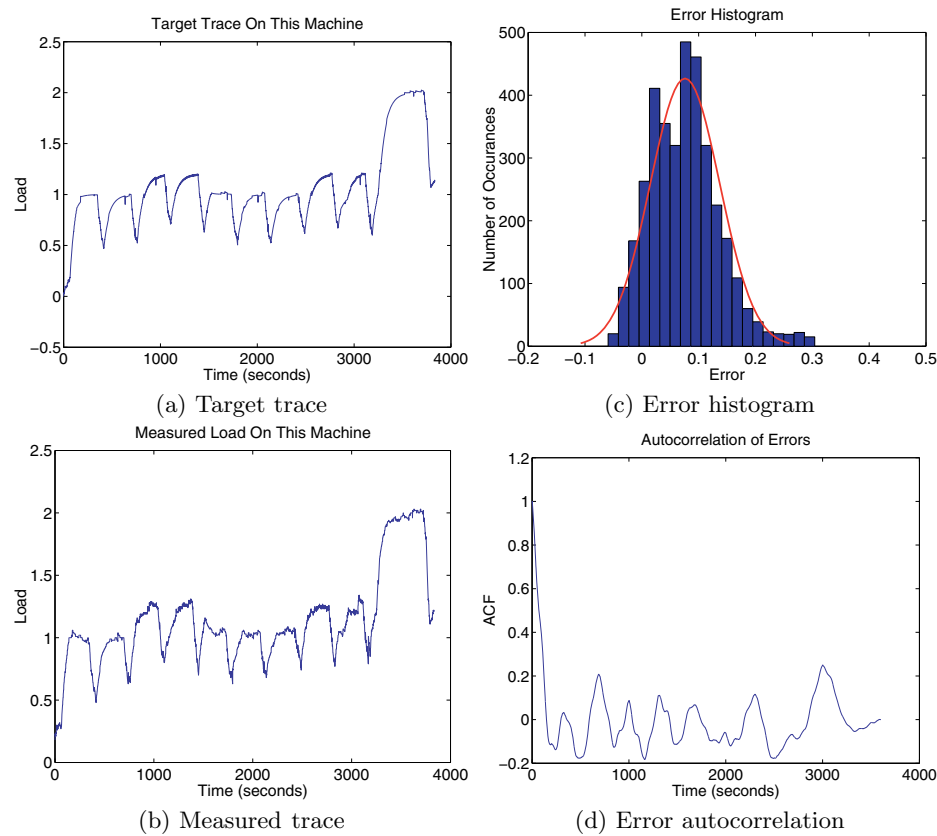 Target Trace On This Machine
2.5
2
1.5
1
0.5
0
−0.5
Load
0 1000 2000 3000 4000
Time (seconds)
(a) Target trace
Error Histogram
500
400
300
200
100
0
Number of Occurances
−0.2 −0.1 0 0.1 0.2 0.3 0.4 0.5
Error
(c) Error histogram
Measured Load On This Machine
2.5
2
1.5
1
0.5
0
Load
0 1000 2000 3000 4000
Time (seconds)
(b) Measured trace
Autocorrelation of Errors
1.2
1
0.8
0.6
0.4
0.2
0
−0.2
ACF
0 1000 2000 3000 4000
Time (seconds)
(d) Error autocorrelation